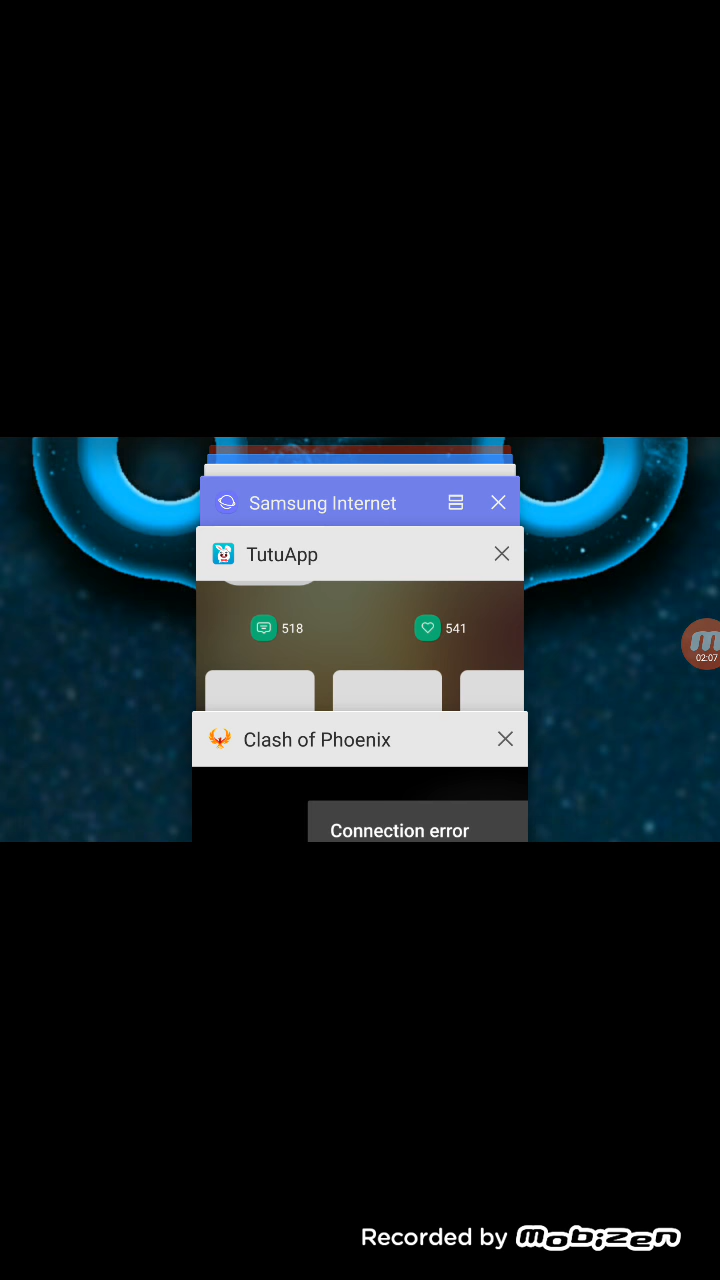 Samsung Internet
TutuApp
518
541
02:07
Clash of Phoenix
Connection error
Recorded by mobizen